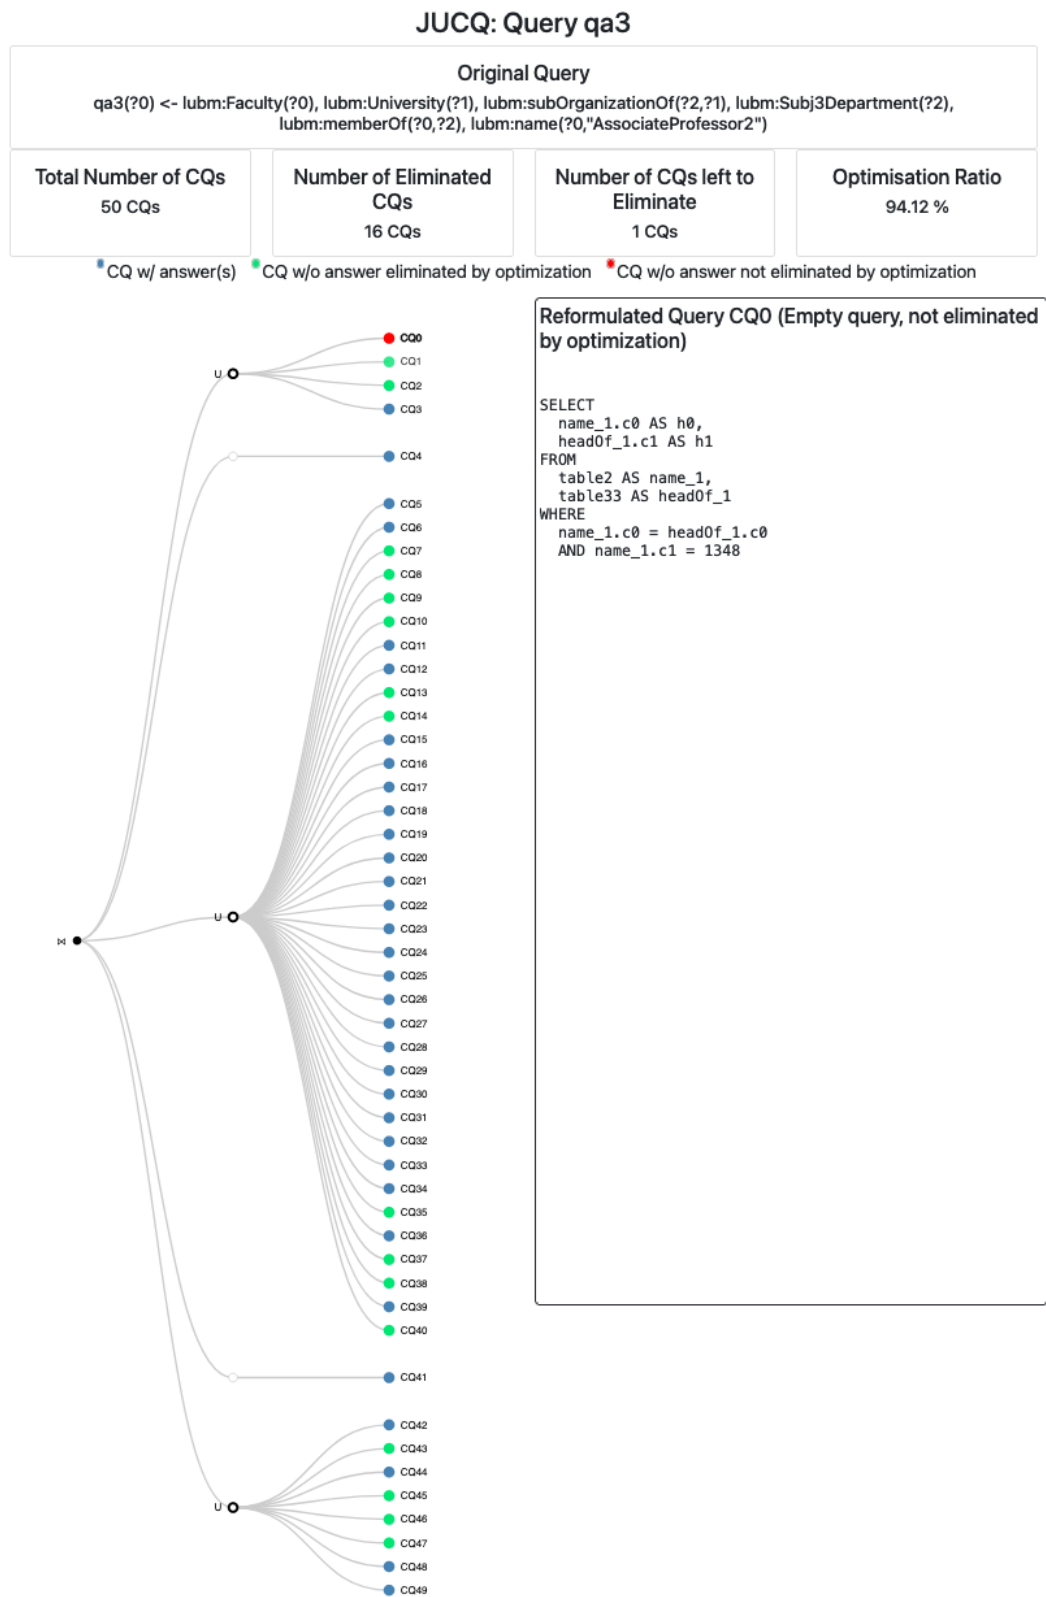 JUCQ: Query qa3
Original Query
qa3(?0) <- lubm:Faculty(?0), lubm:University(?1), lubm:subOrganizationOf(?2,?1), lubm:Subj3Department(?2),
lubm:memberOf(?0,?2), lubm:name(?0,"AssociateProfessor2")
Total Number of CQs
50 CQs
Number of Eliminated
CQs
16 CQs
Number of CQs left to
Eliminate
1 CQs
Optimisation Ratio
94.12 %
CQ w/ answer(s)
CQ w/o answer eliminated by optimization
CQ w/o answer not eliminated by optimization
⋈
U
CQ0
CQ1
CQ2
CQ3
CQ4
U
CQ5
CQ6
CQ7
CQ8
CQ9
CQ10
CQ11
CQ12
CQ13
CQ14
CQ15
CQ16
CQ17
CQ18
CQ19
CQ20
CQ21
CQ22
CQ23
CQ24
CQ25
CQ26
CQ27
CQ28
CQ29
CQ30
CQ31
CQ32
CQ33
CQ34
CQ35
CQ36
CQ37
CQ38
CQ39
CQ40
CQ41
U
CQ42
CQ43
CQ44
CQ45
CQ46
CQ47
CQ48
CQ49
Reformulated Query CQ0 (Empty query, not eliminated
by optimization)
SELECT
name_1.c0 AS h0,
headOf_1.c1 AS h1
FROM
table2 AS name_1,
table33 AS headOf_1
WHERE
name_1.c0 = headOf_1.c0
AND name_1.c1 = 1348